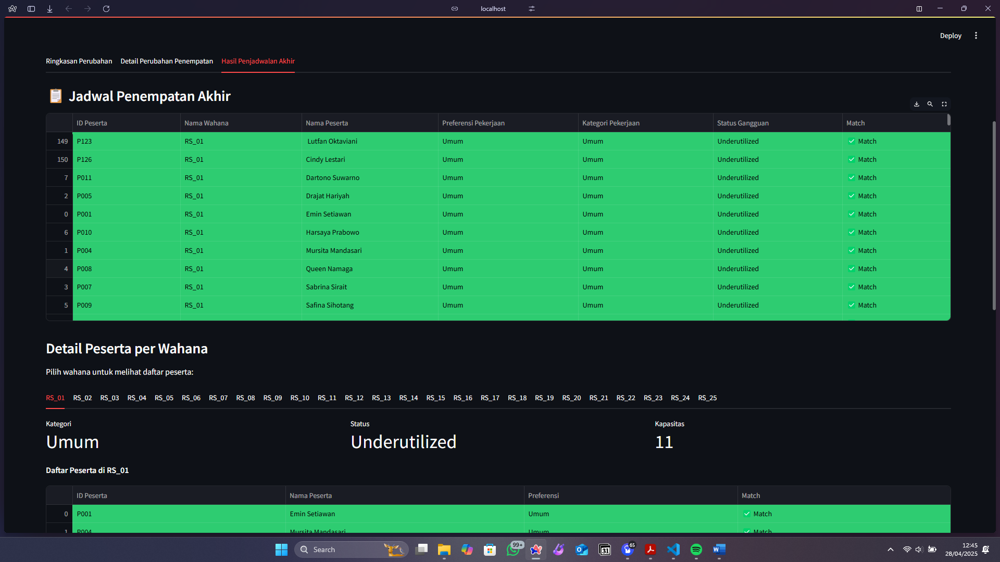 localhost
Deploy
Ringkasan Perubahan Detail Perubahan Penempatan Hasil Penjadwalan Akhir
Jadwal Penempatan Akhir
ID Peserta Nama Wahana Nama Peserta Preferensi Pekerjaan Kategori Pekerjaan Status Gangguan Match
149 P123 RS_01 Lutfan Oktaviani Umum Umum Underutilized Match
150 P126 RS_01 Cindy Lestari Umum Umum Underutilized Match
7 P011 RS_01 Dartono Suwarno Umum Umum Underutilized Match
2 P005 RS_01 Drajat Hariyah Umum Umum Underutilized Match
0 P001 RS_01 Emin Setiawan Umum Umum Underutilized Match
6 P010 RS_01 Harsaya Prabowo Umum Umum Underutilized Match
1 P004 RS_01 Mursita Mandasari Umum Umum Underutilized Match
4 P008 RS_01 Queen Namaga Umum Umum Underutilized Match
3 P007 RS_01 Sabrina Sirait Umum Umum Underutilized Match
5 P009 RS_01 Safina Sihotang Umum Umum Underutilized Match
Detail Peserta per Wahana
Pilih wahana untuk melihat daftar peserta:
RS_01 RS_02 RS_03 RS_04 RS_05 RS_06 RS_07 RS_08 RS_09 RS_10 RS_11 RS_12 RS_13 RS_14 RS_15 RS_16 RS_17 RS_18 RS_19 RS_20 RS_21 RS_22 RS_23 RS_24 RS_25
Kategori Status Kapasitas
Umum Underutilized 11
Daftar Peserta di RS_01
ID Peserta Nama Peserta Preferensi Match
0 P001 Emin Setiawan Umum Match
1 P004 Mursita Mandasari Umum Match
Search 99+ 31 65 12:45
28/04/2025